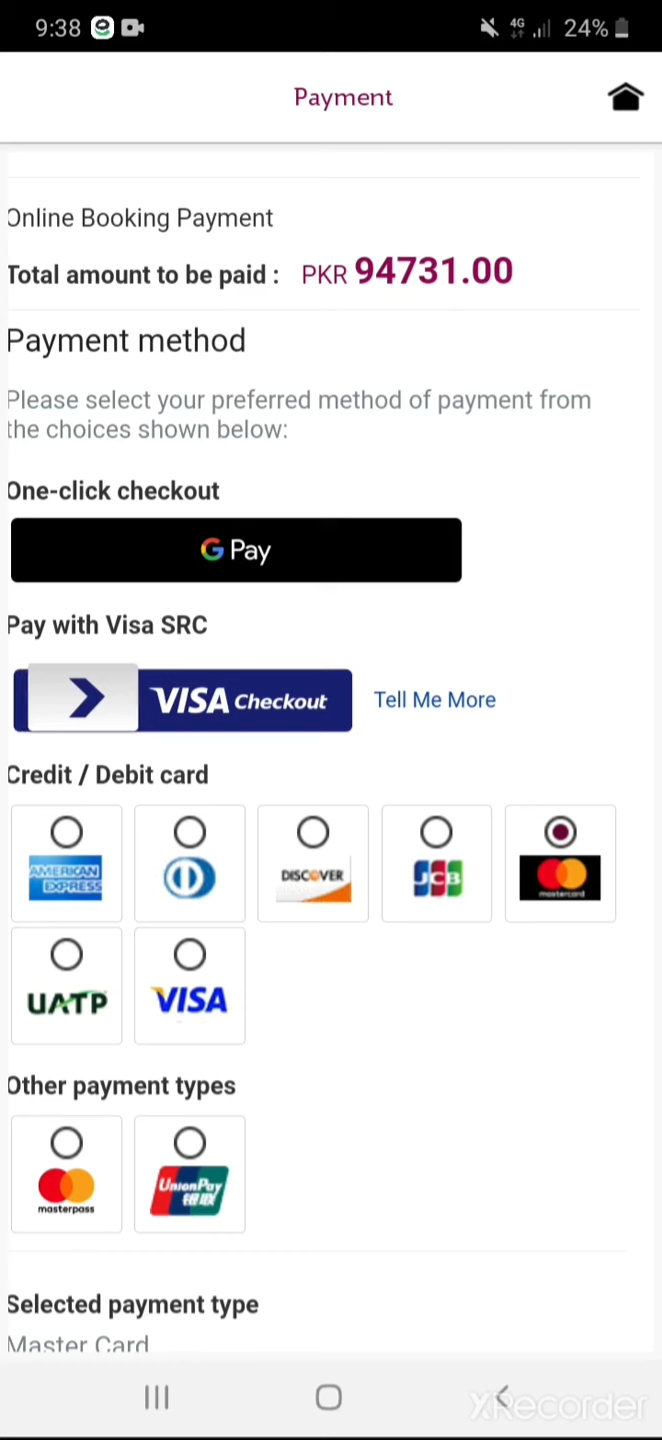 9:38
4G
24%
Payment
Online Booking Payment
Total amount to be paid : PKR 94731.00
Payment method
Please select your preferred method of payment from
the choices shown below:
One-click checkout
G Pay
Pay with Visa SRC
VISA Checkout Tell Me More
Credit / Debit card
AMERICAN
EXPRESS
DISCOVER
JCB
mastercard
UATP
VISA
Other payment types
masterpass
UnionPay
银联
Selected payment type
Master Card
XRecorder